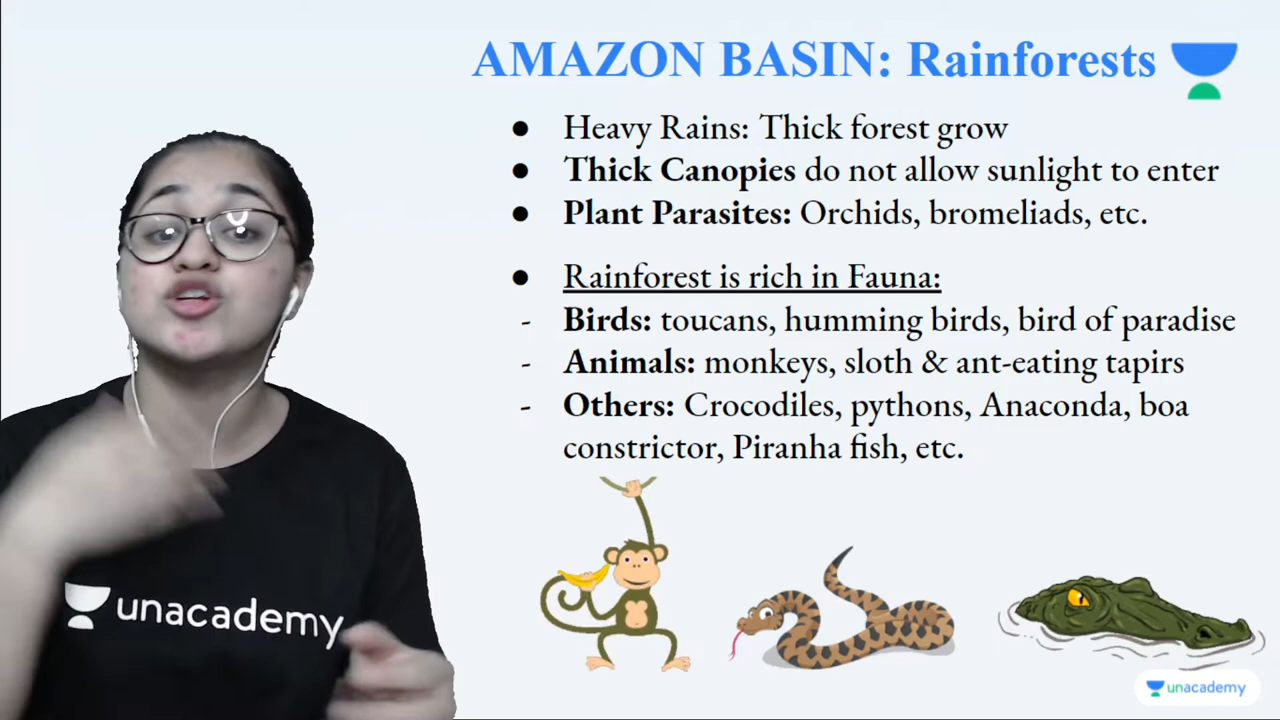 AMAZON BASIN: Rainforests
● Heavy Rains: Thick forest grow
● Thick Canopies do not allow sunlight to enter
● Plant Parasites: Orchids, bromeliads, etc.
● Rainforest is rich in Fauna:
- Birds: toucans, humming birds, bird of paradise
- Animals: monkeys, sloth & ant-eating tapirs
- Others: Crocodiles, pythons, Anaconda, boa
constrictor, Piranha fish, etc.
unacademy
unacademy